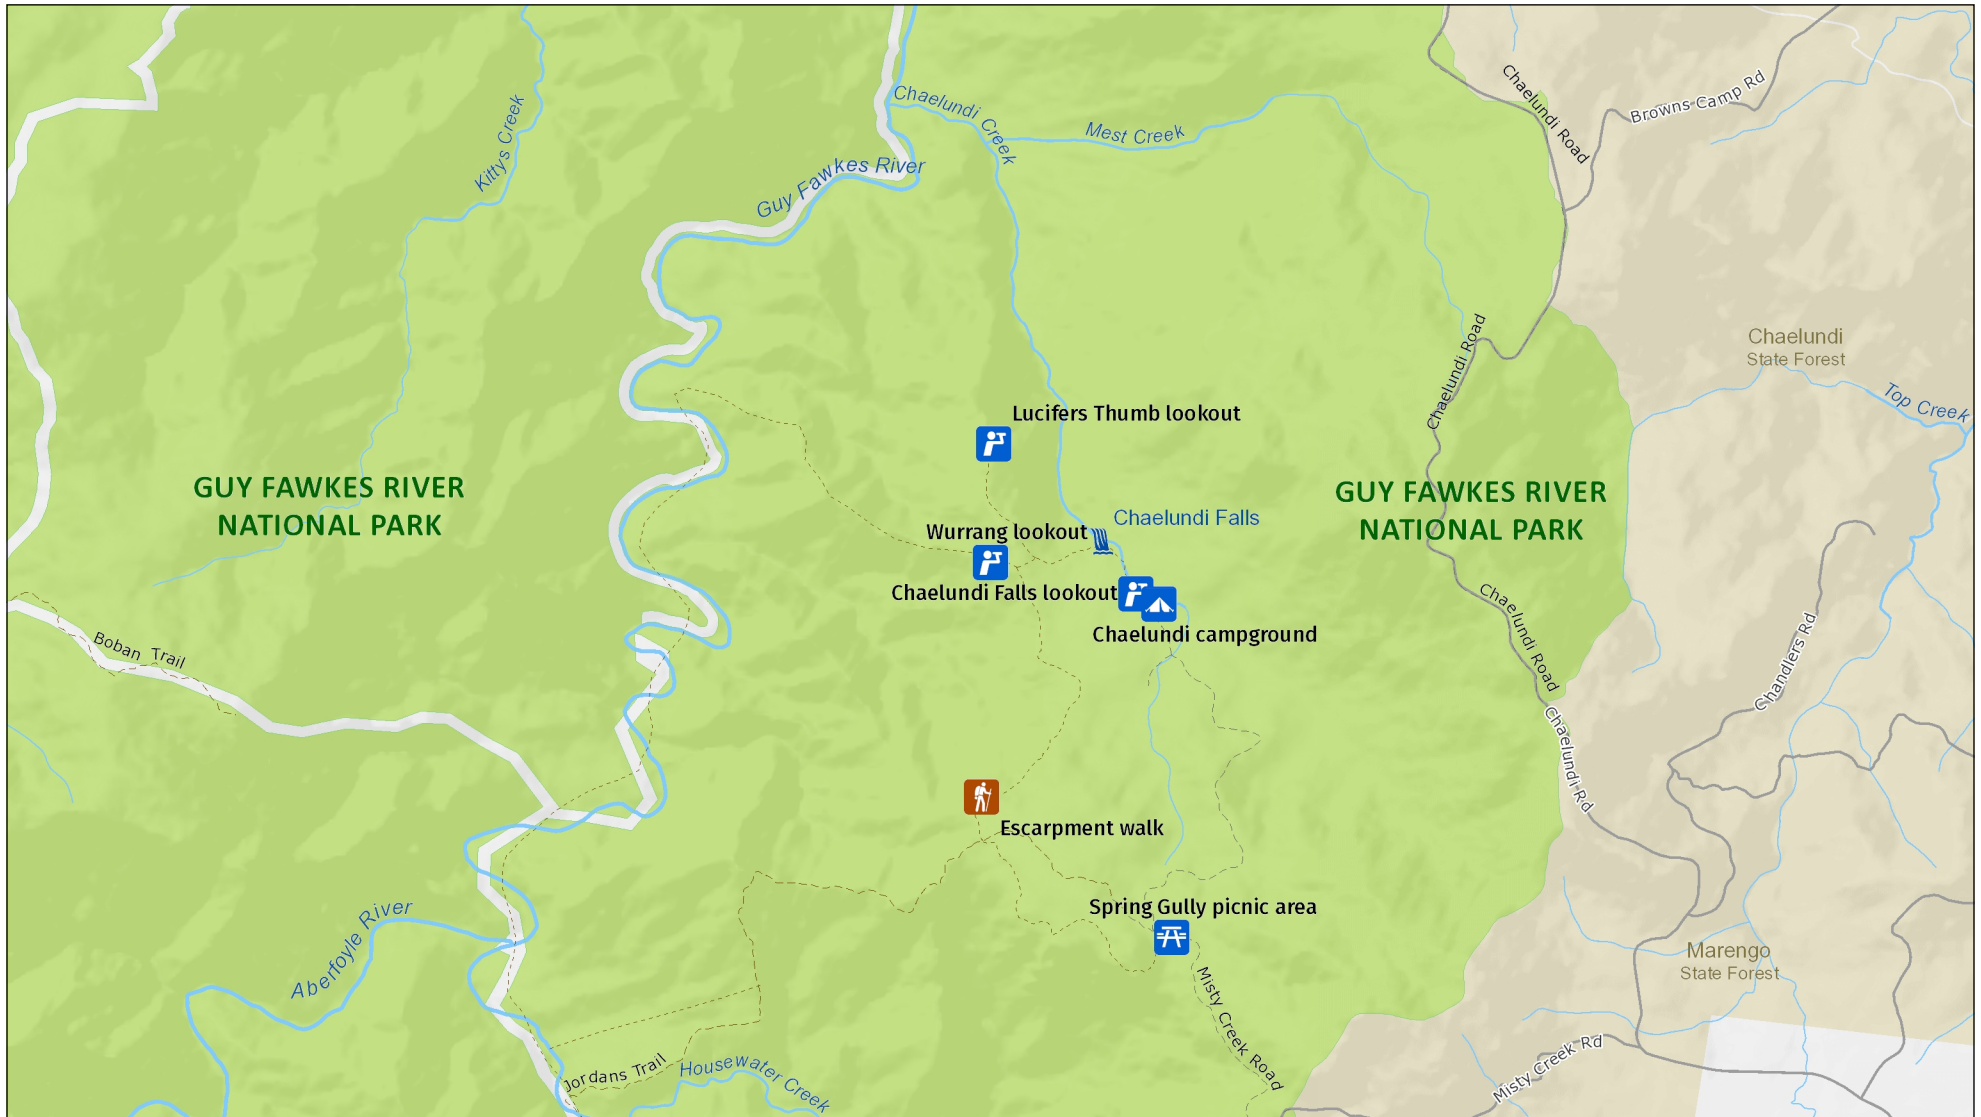 Chaelundi Road
Browns Camp Rd
Chaelundi Creek
Mest Creek
Kittys Creek
Guy Fawkes River
Chaelundi
State Forest
Chaelundi Road
Top Creek
Lucifers Thumb lookout
GUY FAWKES RIVER
NATIONAL PARK
GUY FAWKES RIVER
NATIONAL PARK
Chaelundi Falls
Wurrang lookout
Chaelundi Falls lookout
Chaelundi campground
Chaelundi Road
Boban Trail
Chandlers Rd
Chaelundi Rd
Escarpment walk
Spring Gully picnic area
Aberfoyle River
Marengo
State Forest
Misty Creek Road
Misty Creek Rd
Jordans Trail
Housewater Creek